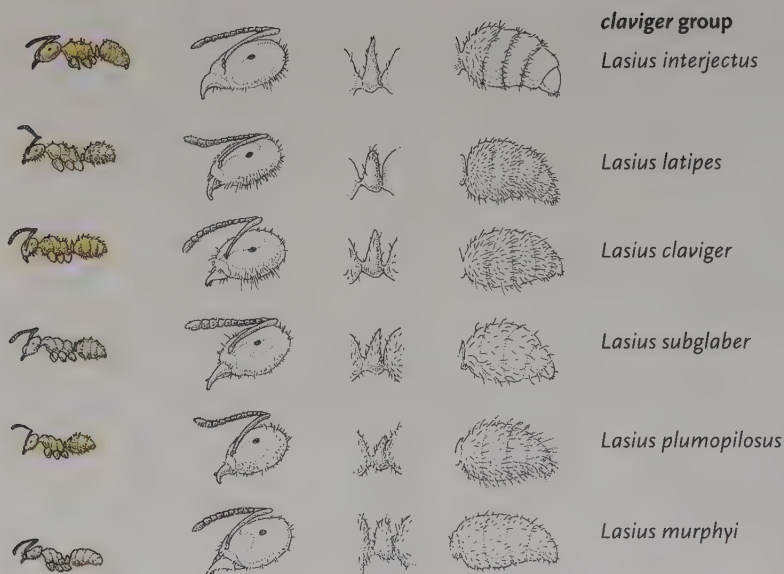 claviger group
Lasius interjectus
Lasius latipes
Lasius claviger
Lasius subglaber
Lasius plumopilosus
Lasius murphyi